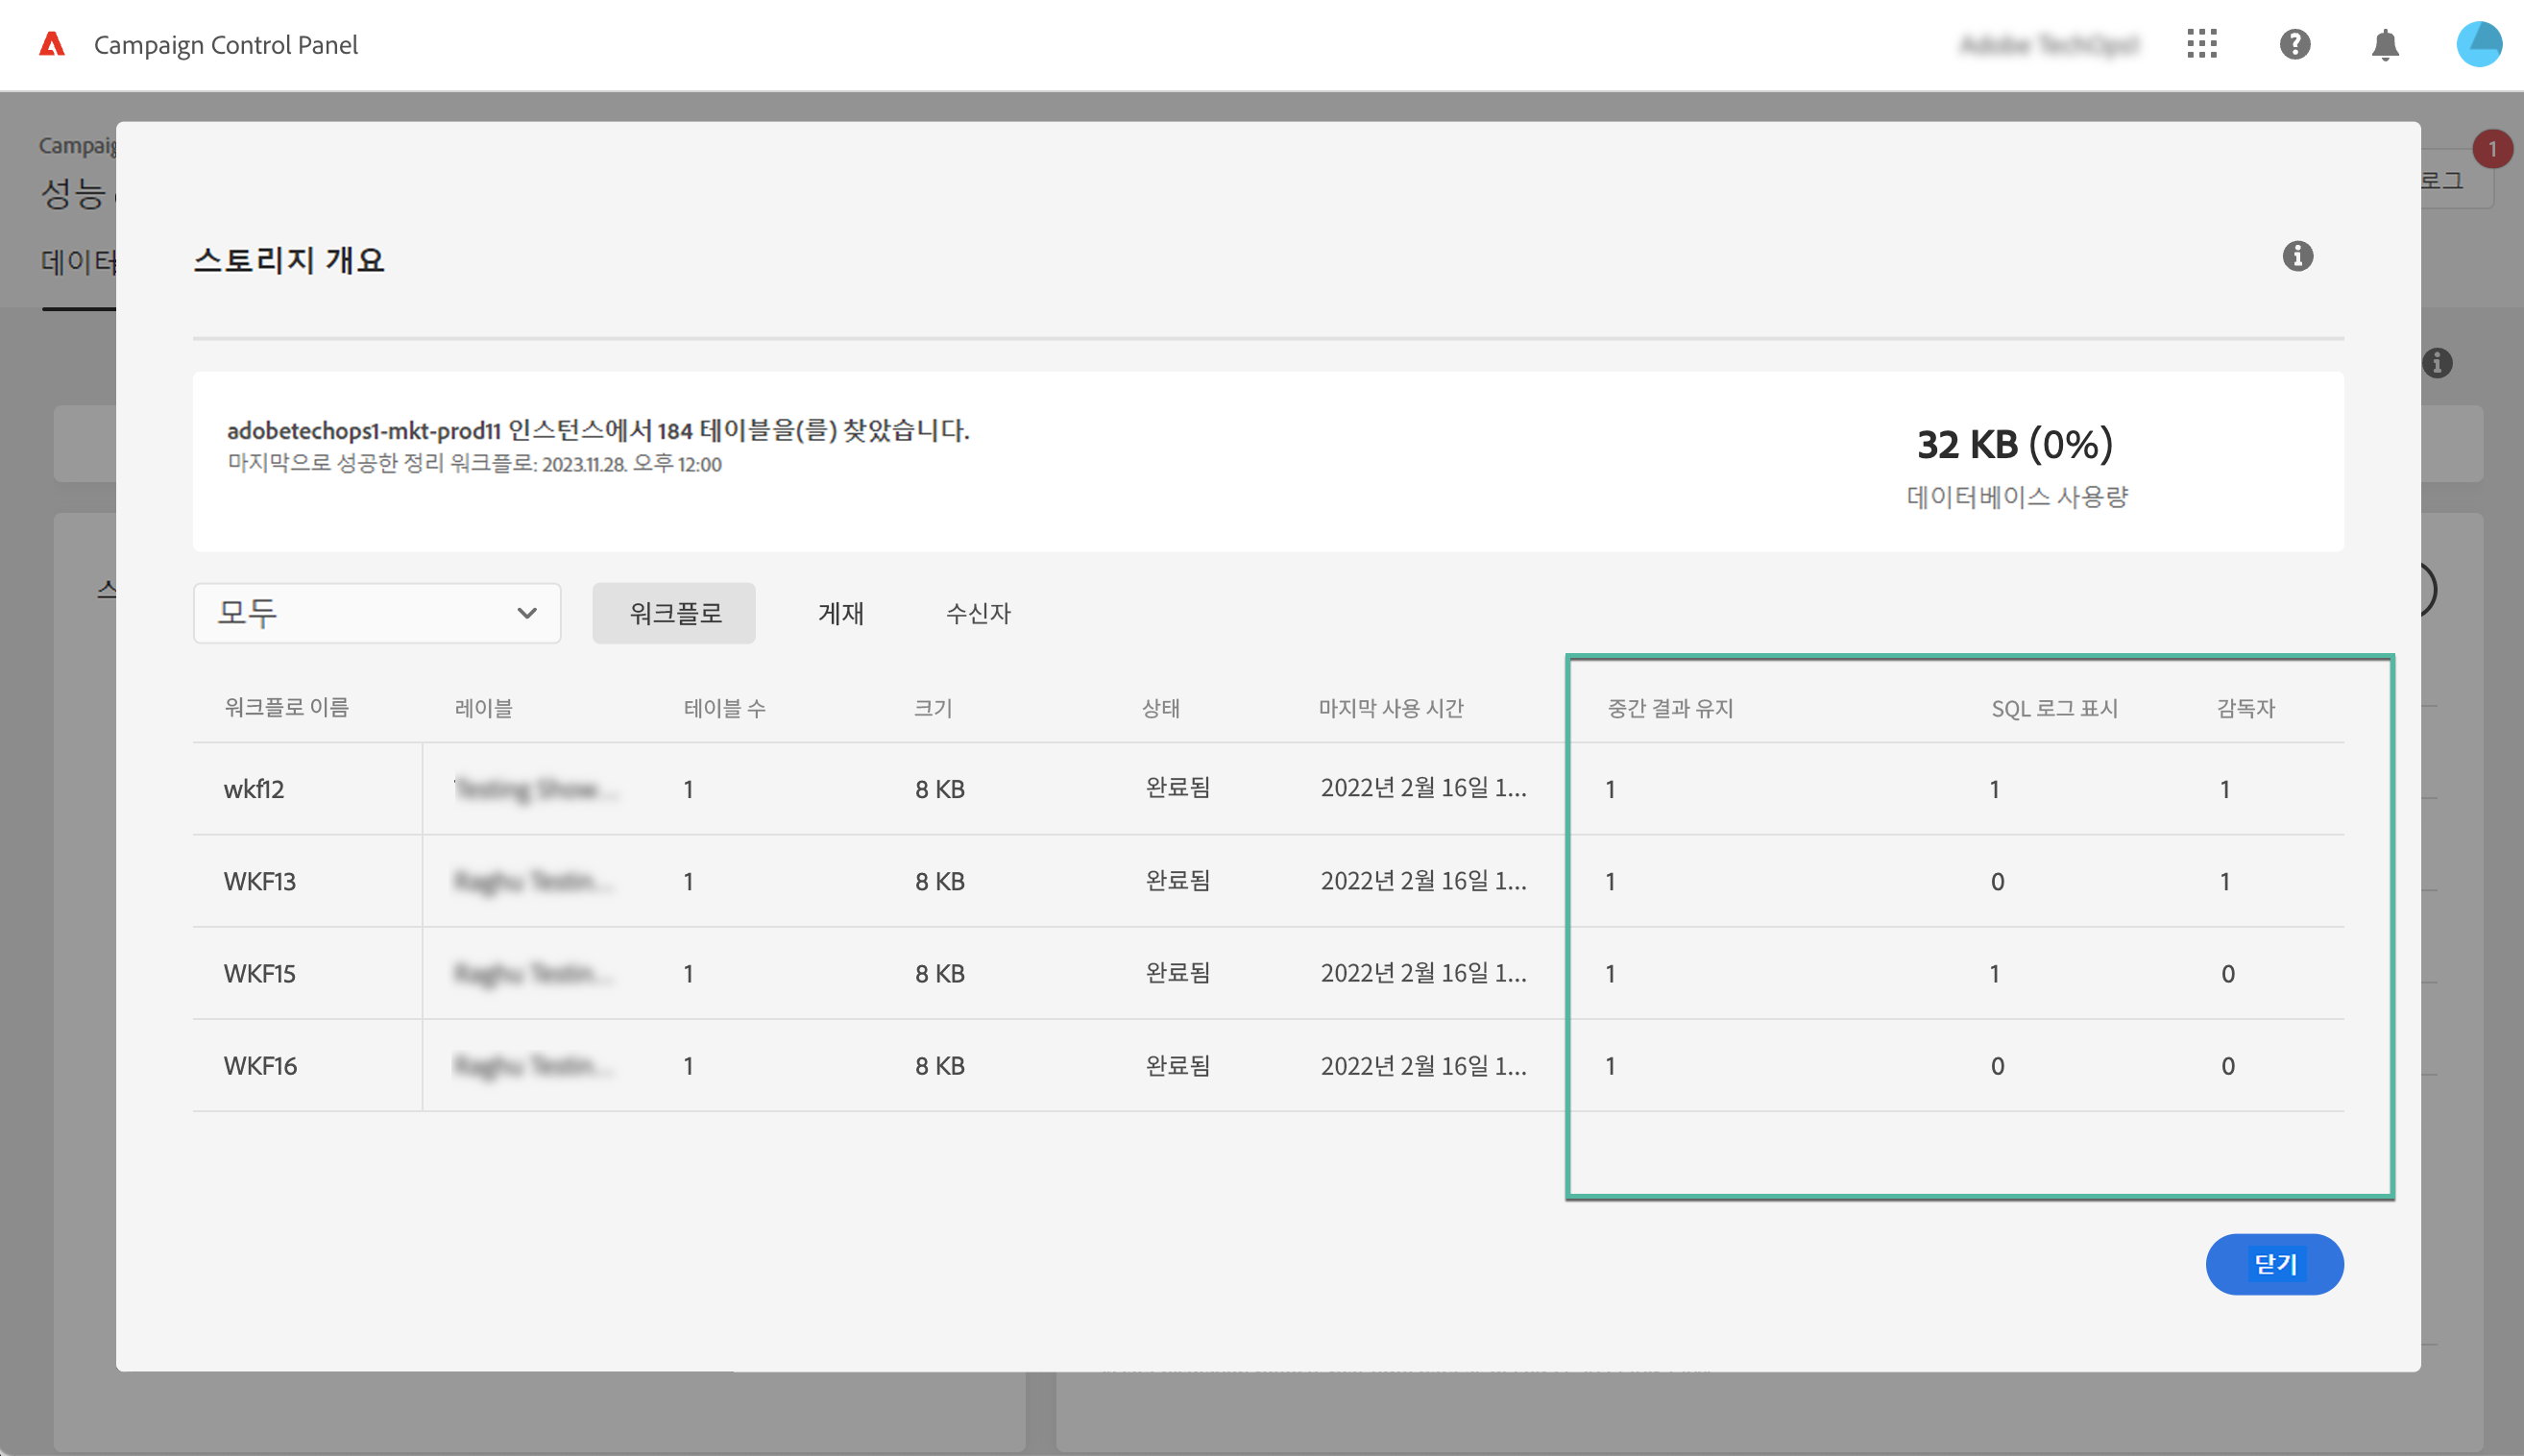 Campaign Control Panel
Campaig
성능
1
로그
데이터
스토리지 개요
adobetechops1-mkt-prod11 인스턴스에서 184 테이블을(를) 찾았습니다.
마지막으로 성공한 정리 워크플로: 2023.11.28. 오후 12:00
32 KB (0%)
데이터베이스 사용량
모두 워크플로 게재 수신자
워크플로 이름 레이블 테이블 수 크기 상태 마지막 사용 시간 중간 결과 유지 SQL 로그 표시 감독자
wkf12 1 8 KB 완료됨 2022년 2월 16일 1... 1 1 1
WKF13 1 8 KB 완료됨 2022년 2월 16일 1... 1 0 1
WKF15 1 8 KB 완료됨 2022년 2월 16일 1... 1 1 0
WKF16 1 8 KB 완료됨 2022년 2월 16일 1... 1 0 0
닫기